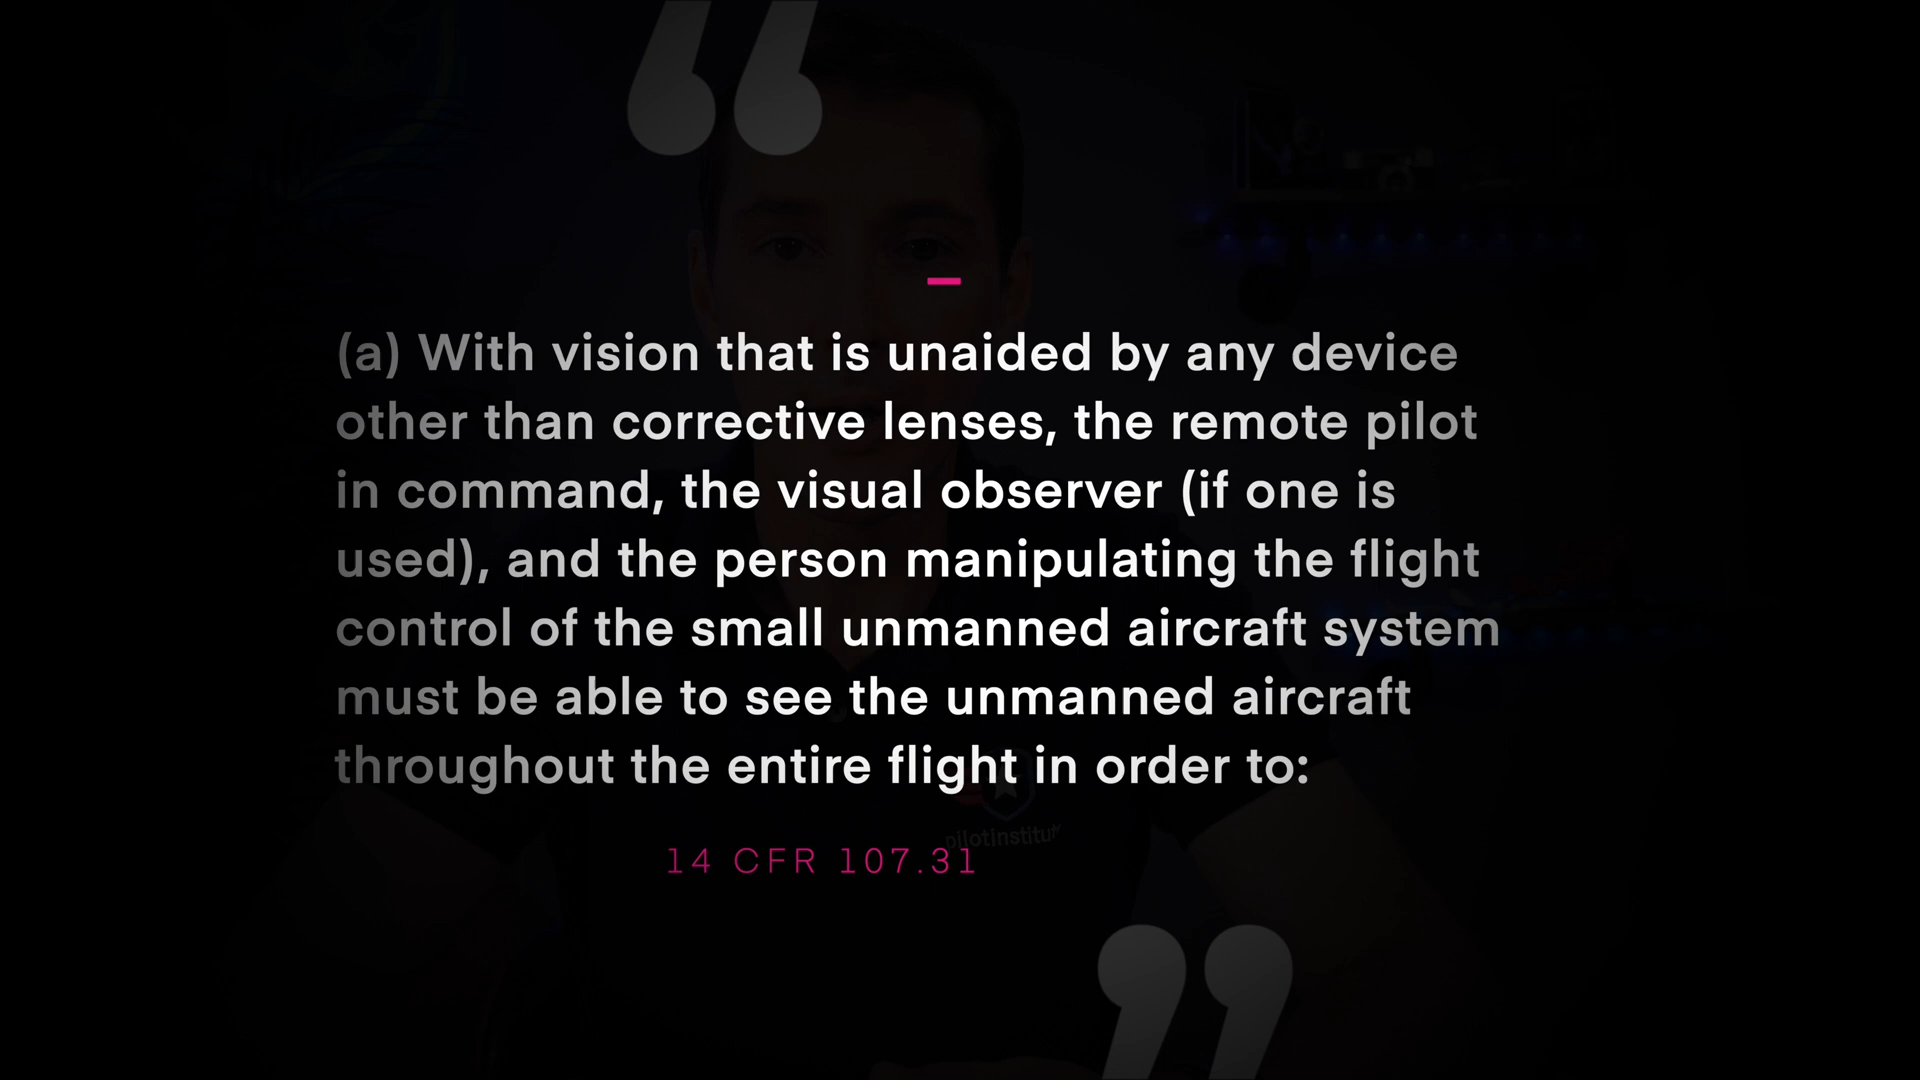 “
(a) With vision that is unaided by any device
other than corrective lenses, the remote pilot
in command, the visual observer (if one is
used), and the person manipulating the flight
control of the small unmanned aircraft system
must be able to see the unmanned aircraft
throughout the entire flight in order to:
pilotinstitute
14 CFR 107.31
”